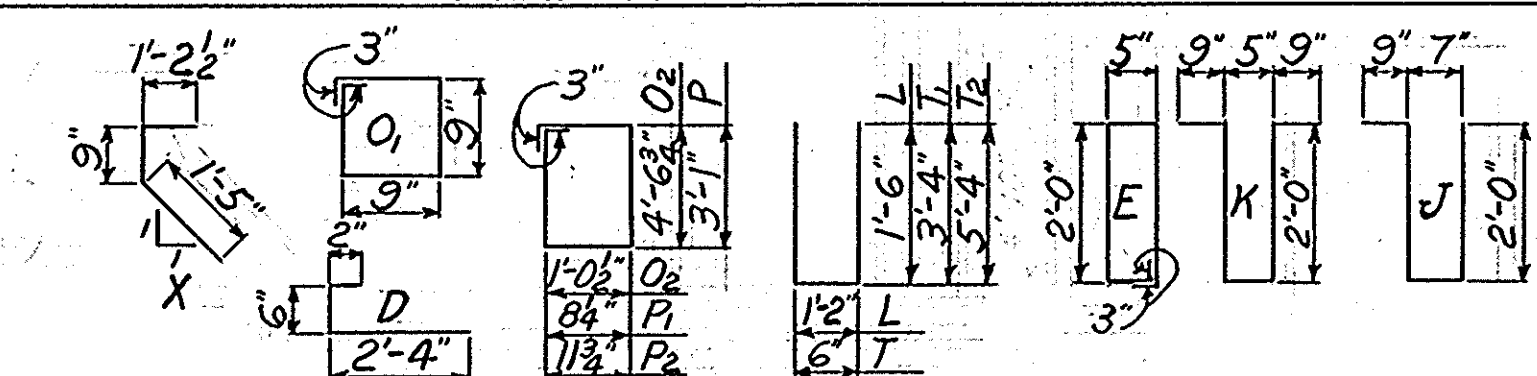 1'-2½"
9"
1'-5"
1
1
X
3"
O₁
9"
9"
2"
6"
D
2'-4"
3"
O₂
P
4'-6¾"
3'-1"
1'-0½" O₂
8¼" P₁
11¾" P₂
L
T₁
T₂
1'-6"
3'-4"
5'-4"
1'-2" L
6" T
5"
2'-0"
E
3"
9" 5" 9"
K
2'-0"
9" 7"
J
2'-0"